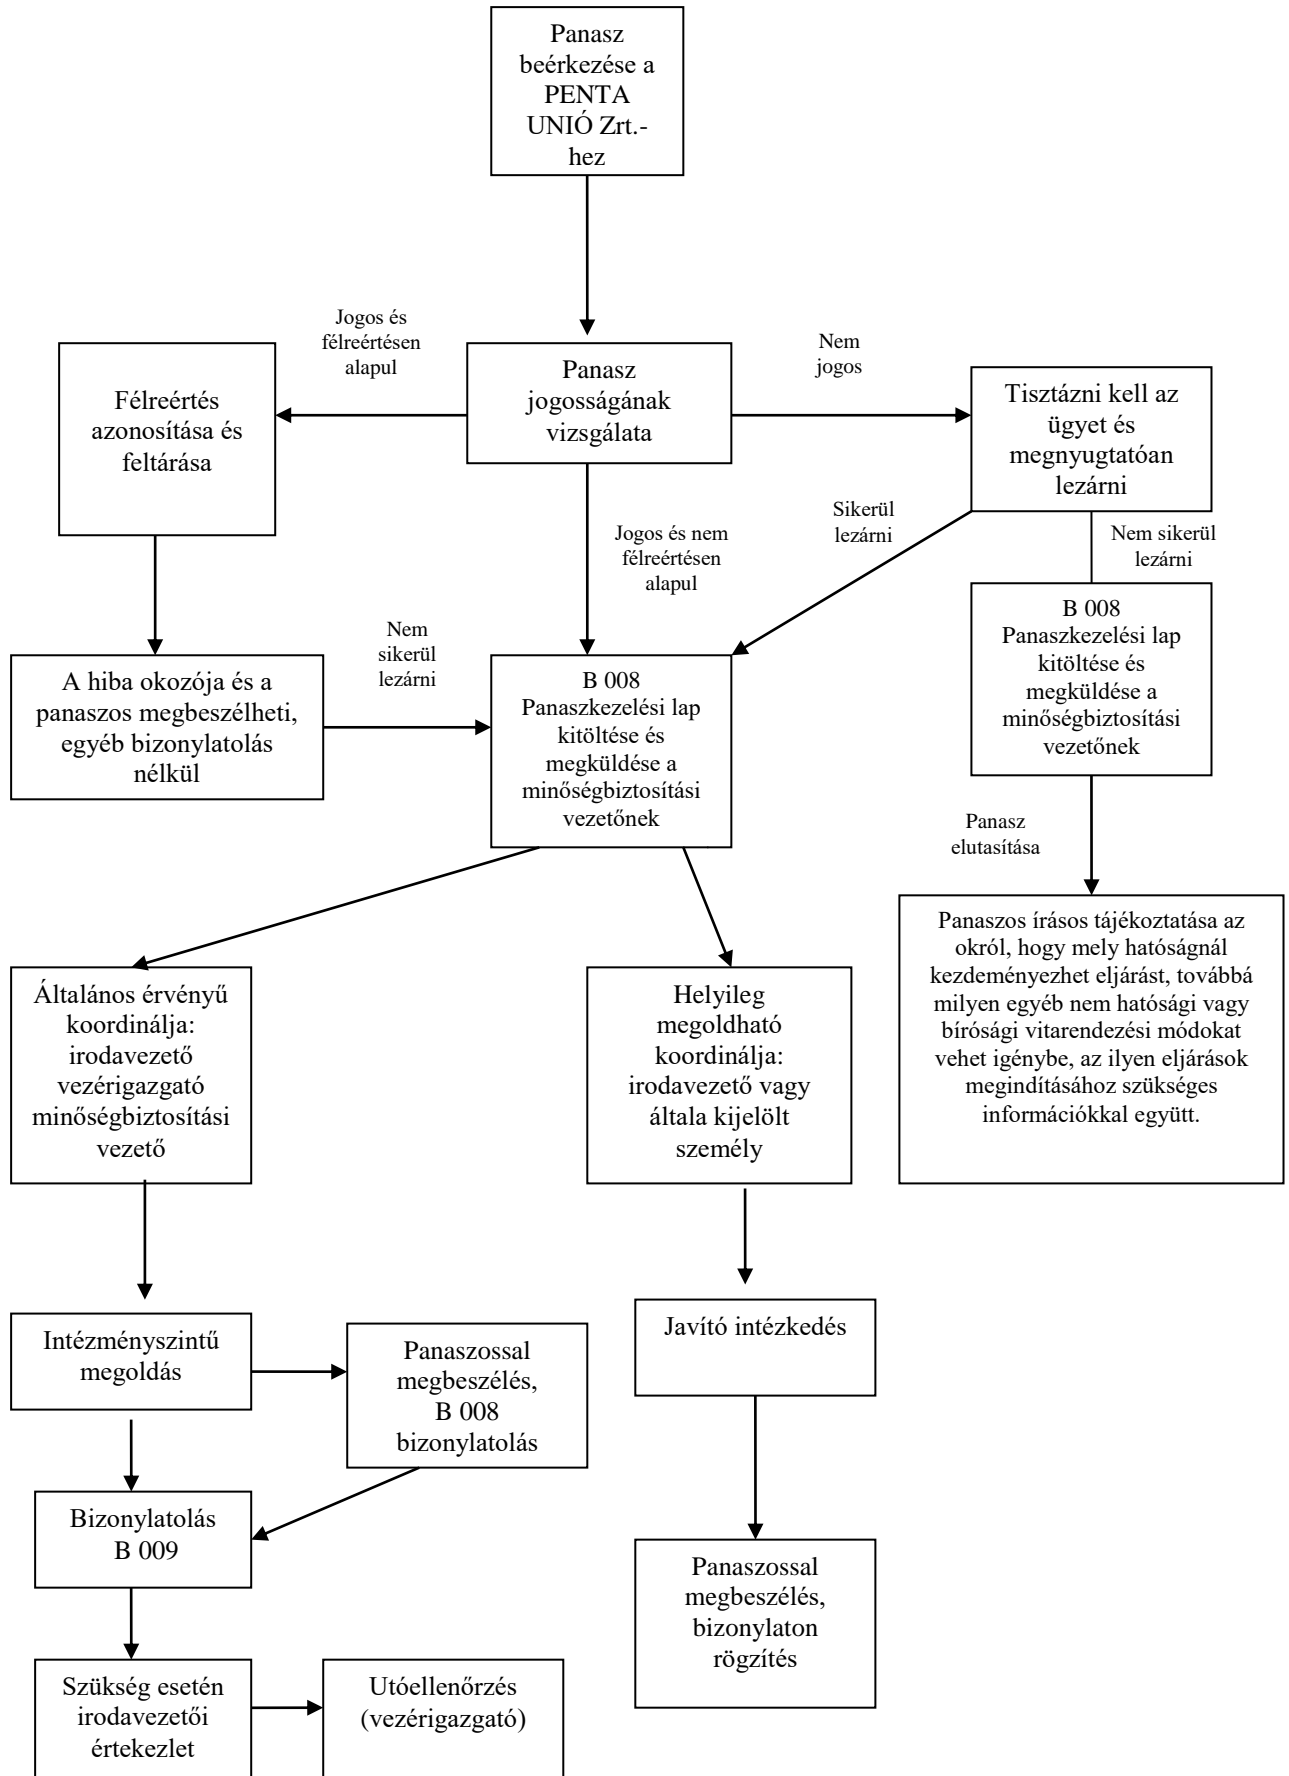 Panasz
beérkezése a
PENTA
UNIÓ Zrt.-
hez
Jogos és
félreértésen
alapul
Nem
jogos
Félreértés
azonosítása és
feltárása
Panasz
jogosságának
vizsgálata
Tisztázni kell az
ügyet és
megnyugtatóan
lezárni
Jogos és nem
félreértésen
alapul
Sikerül
lezárni
Nem sikerül
lezárni
A hiba okozója és a
panaszos megbeszélheti,
egyéb bizonylatolás
nélkül
Nem
sikerül
lezárni
B 008
Panaszkezelési lap
kitöltése és
megküldése a
minőségbiztosítási
vezetőnek
B 008
Panaszkezelési lap
kitöltése és
megküldése a
minőségbiztosítási
vezetőnek
Panasz
elutasítása
Panaszos írásos tájékoztatása az
okról, hogy mely hatóságnál
kezdeményezhet eljárást, továbbá
milyen egyéb nem hatósági vagy
bírósági vitarendezési módokat
vehet igénybe, az ilyen eljárások
megindításához szükséges
információkkal együtt.
Általános érvényű
koordinálja:
irodavezető
vezérigazgató
minőségbiztosítási
vezető
Helyileg
megoldható
koordinálja:
irodavezető vagy
általa kijelölt
személy
Intézményszintű
megoldás
Panaszossal
megbeszélés,
B 008
bizonylatolás
Javító intézkedés
Bizonylatolás
B 009
Panaszossal
megbeszélés,
bizonylaton
rögzítés
Szükség esetén
irodavezetői
értekezlet
Utóellenőrzés
(vezérigazgató)